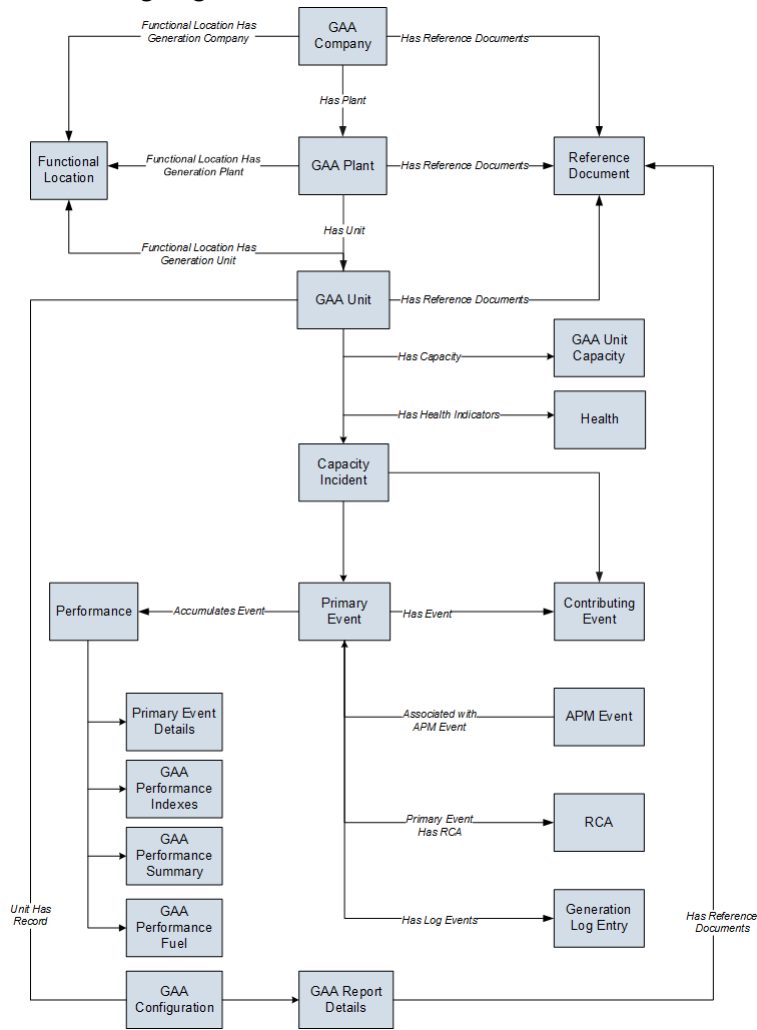 Functional Location Has
Generation Company
GAA
Company
Has Reference Documents
Has Plant
Functional
Location
Functional Location Has
Generation Plant
GAA Plant
Has Reference Documents
Reference
Document
Has Unit
Functional Location Has
Generation Unit
GAA Unit
Has Reference Documents
GAA Unit
Capacity
Has Capacity
Has Health Indicators
Health
Capacity
Incident
Performance
Accumulates Event
Primary
Event
Has Event
Contributing
Event
Primary Event
Details
Associated with
APM Event
APM Event
GAA
Performance
Indexes
Primary Event
Has RCA
RCA
GAA
Performance
Summary
Unit Has
Record
GAA
Performance
Fuel
Has Log Events
Generation
Log Entry
Has Reference
Documents
GAA
Configuration
GAA Report
Details